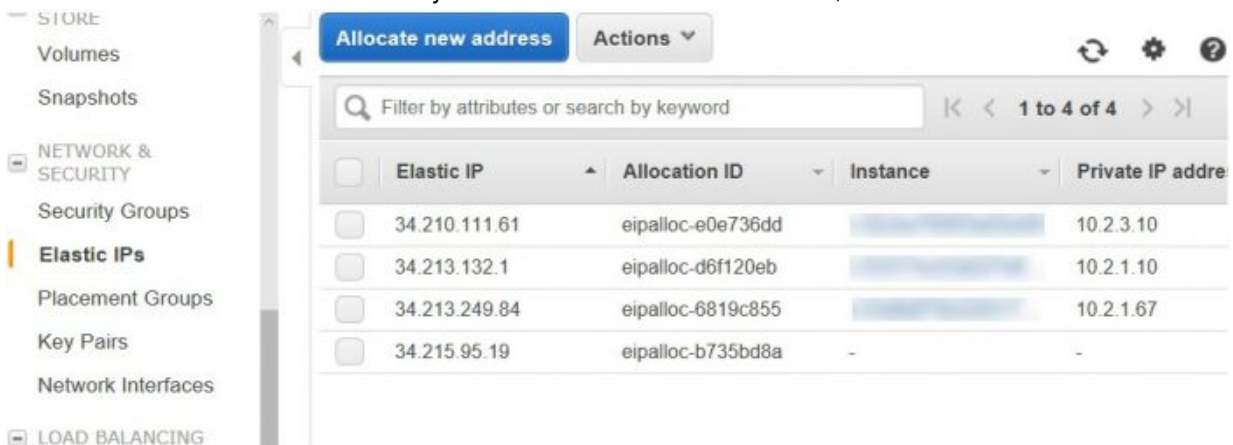 STORE
Volumes
Snapshots
NETWORK &
SECURITY
Security Groups
Elastic IPs
Placement Groups
Key Pairs
Network Interfaces
LOAD BALANCING
Allocate new address Actions
Filter by attributes or search by keyword 1 to 4 of 4
Elastic IP Allocation ID Instance Private IP addre
34.210.111.61 eipalloc-e0e736dd 10.2.3.10
34.213.132.1 eipalloc-d6f120eb 10.2.1.10
34.213.249.84 eipalloc-6819c855 10.2.1.67
34.215.95.19 eipalloc-b735bd8a - -